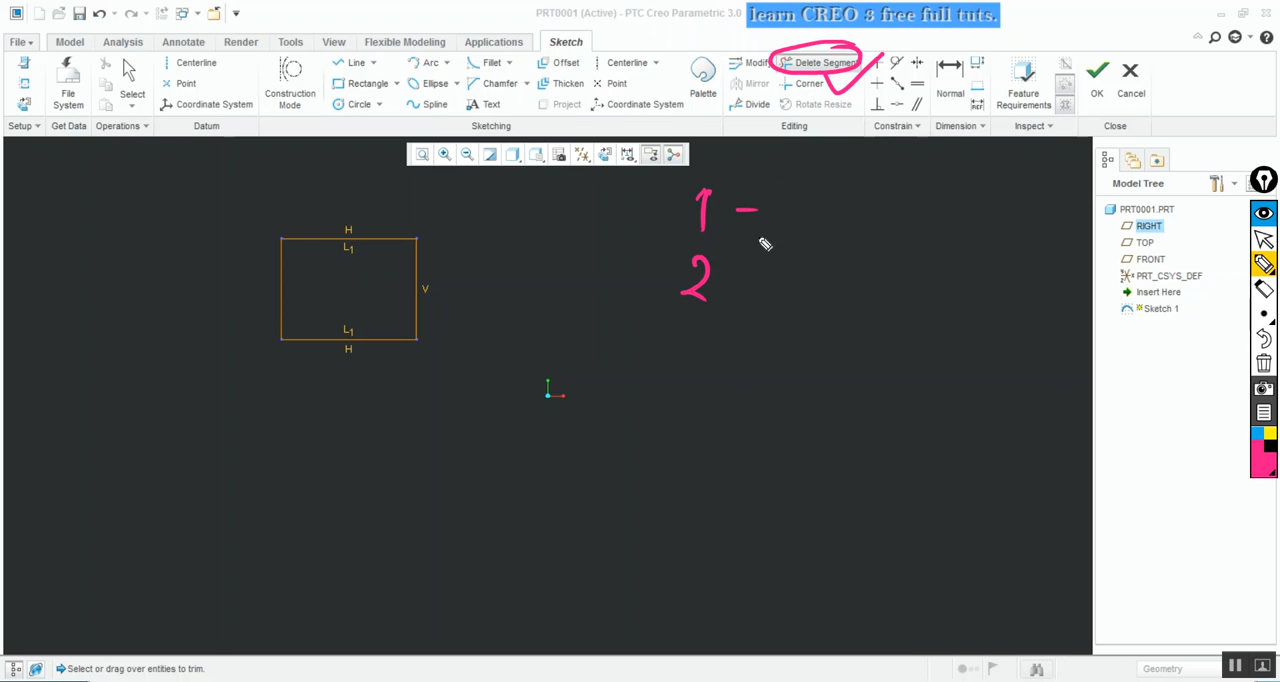 PRT0001 (Active) - PTC Creo Parametric 3.0
learn CREO 3 free full tuts.
File Model Analysis Annotate Render Tools View Flexible Modeling Applications Sketch
Line Arc Fillet Offset Centerline Modify Delete Segment
Rectangle Ellipse Chamfer Thicken Point Mirror Corner
Circle Spline Text Project Coordinate System Divide Rotate Resize
File System
Select
Centerline
Point
Coordinate System
Construction Mode
Palette
Normal
REF
Feature Requirements
OK
Cancel
Setup Get Data Operations Datum Sketching Editing Constrain Dimension Inspect Close
1 -
2
H
L1
V
L1
H
Model Tree
PRT0001.PRT
RIGHT
TOP
FRONT
PRT_CSYS_DEF
Insert Here
Sketch 1
Select or drag over entities to trim.
Geometry